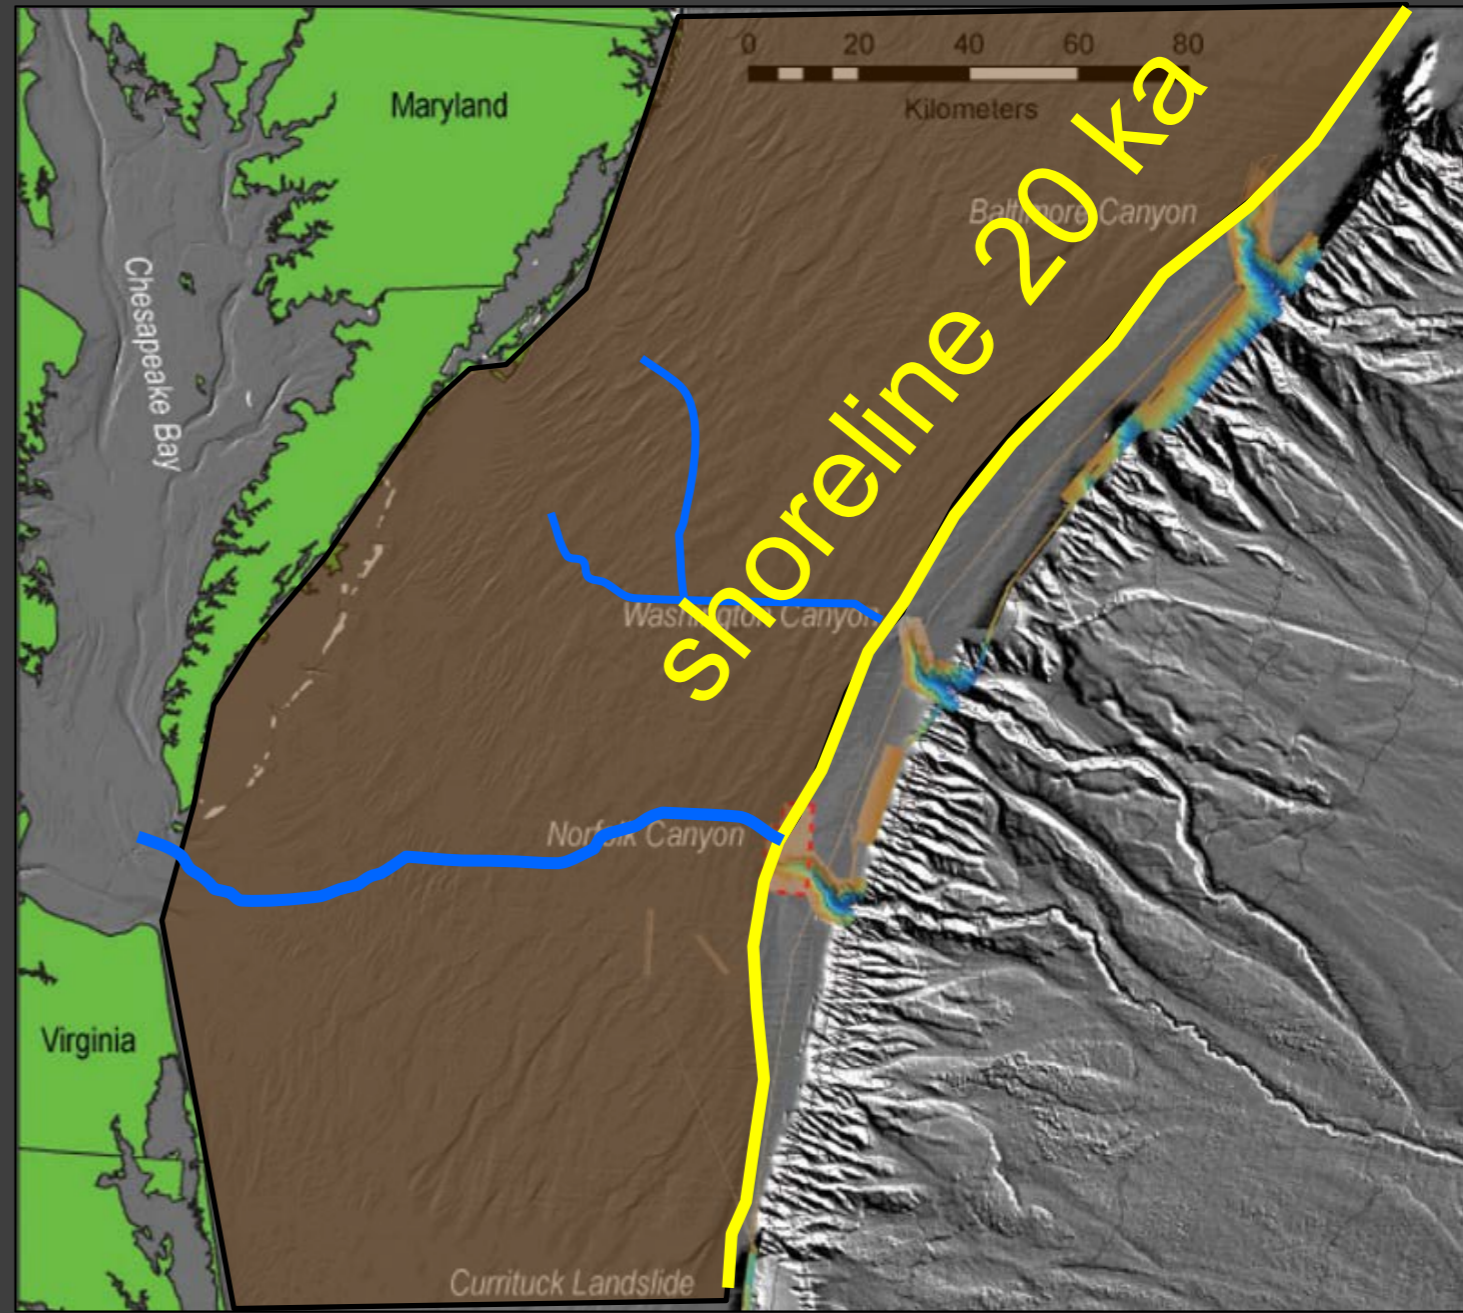 0 20 40 60 80
Kilometers
Maryland
Baltimore Canyon
Chesapeake Bay
shoreline 20 ka
Washington Canyon
Norfolk Canyon
Virginia
Currituck Landslide